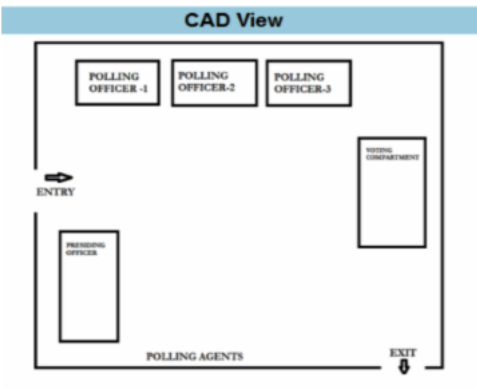 CAD View
POLLING
OFFICER -1
POLLING
OFFICER-2
POLLING
OFFICER-3
VOTING
COMPARTMENT
ENTRY
PRESIDING
OFFICER
POLLING AGENTS
EXIT